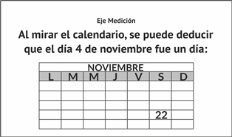 Eje Medición
Al mirar el calendario, se puede deducir
que el día 4 de noviembre fue un día:
NOVIEMBRE
L M M J V S D
22